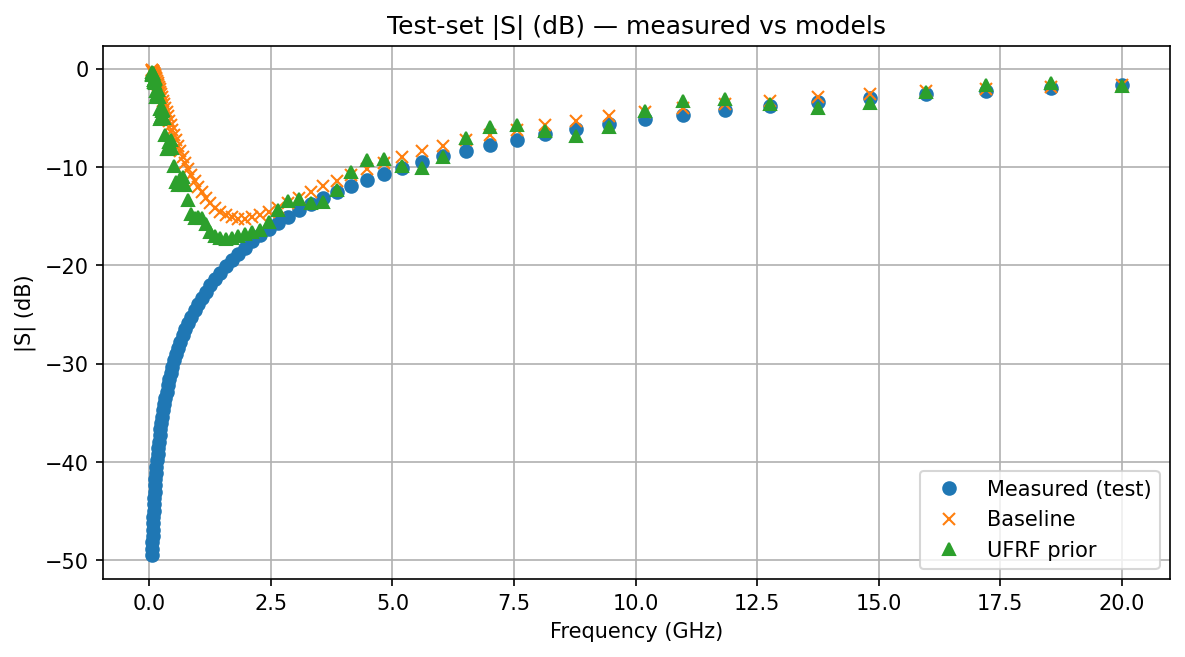 Test-set |S| (dB) — measured vs models
|S| (dB)
0
−10
−20
−30
−40
−50
Measured (test)
Baseline
UFRF prior
0.0 2.5 5.0 7.5 10.0 12.5 15.0 17.5 20.0
Frequency (GHz)